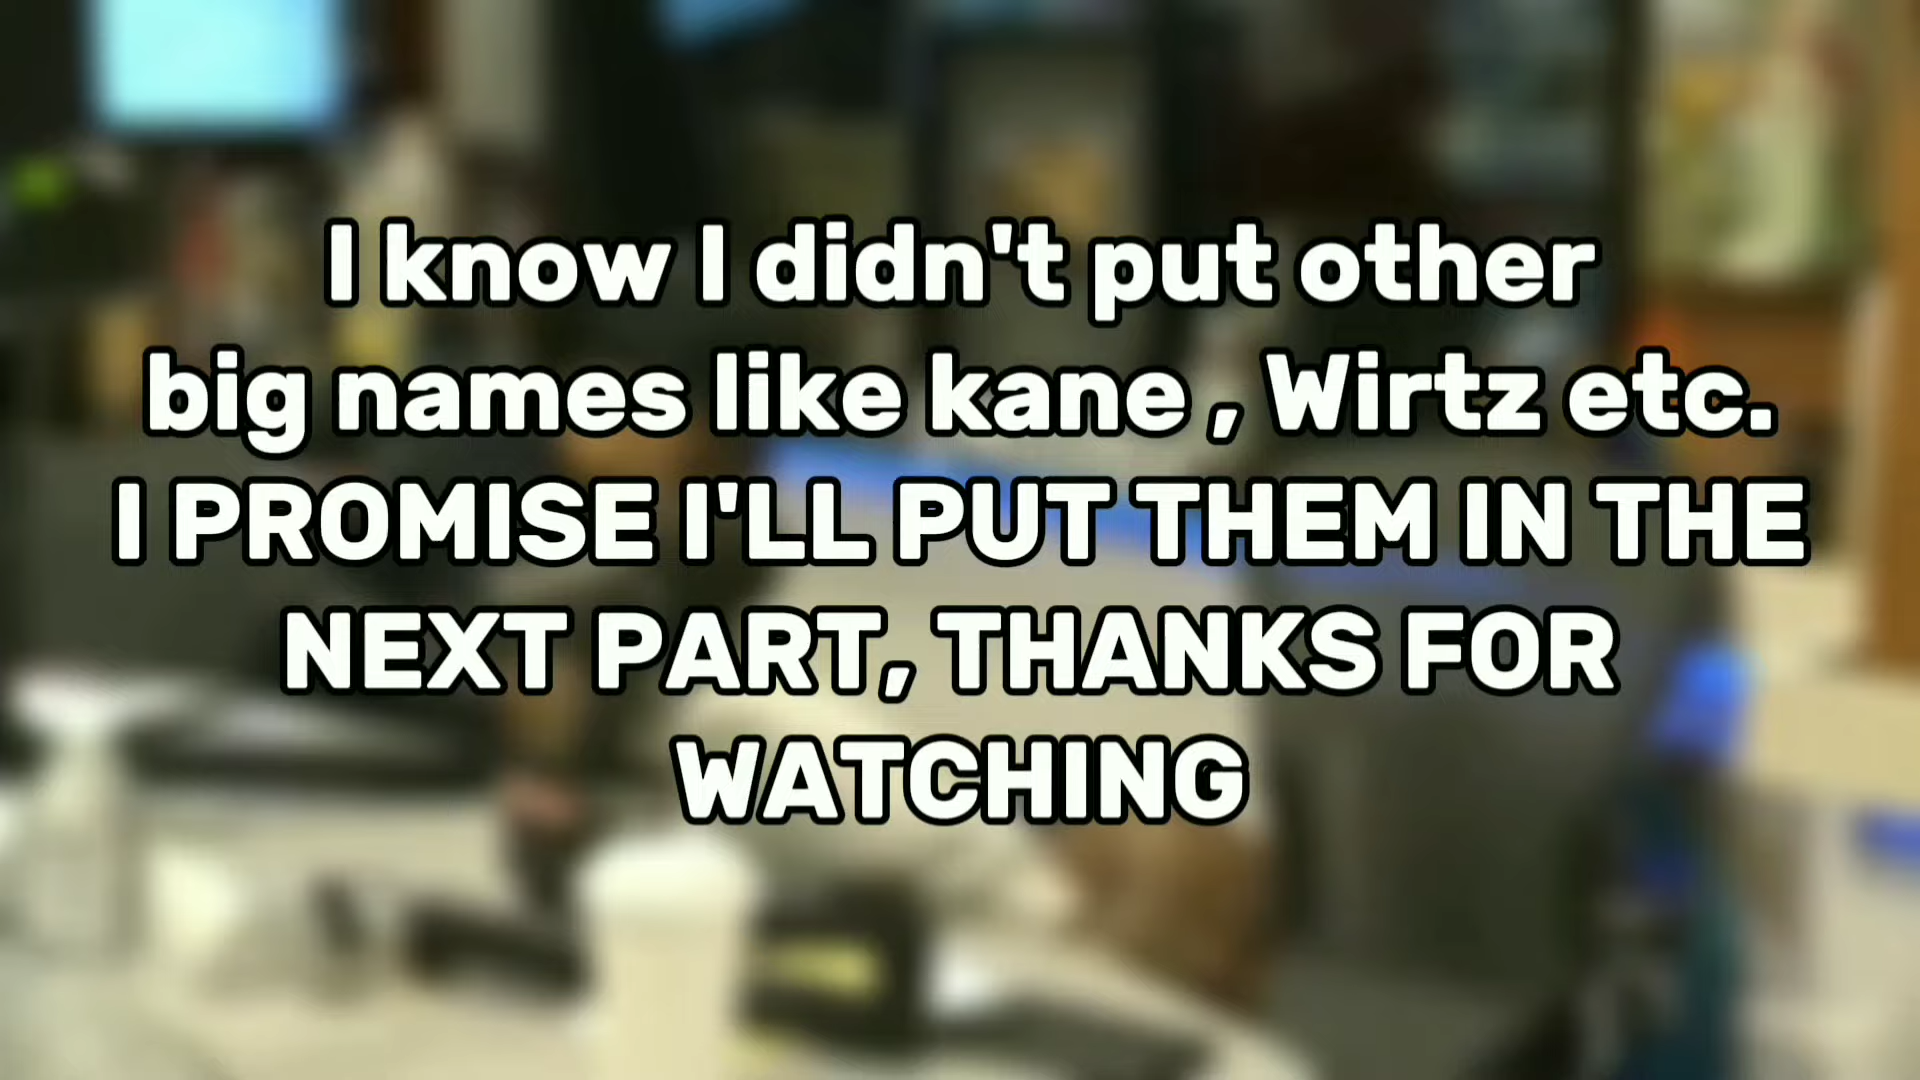 I know I didn't put other
big names like kane , Wirtz etc.
I PROMISE I'LL PUT THEM IN THE
NEXT PART, THANKS FOR
WATCHING